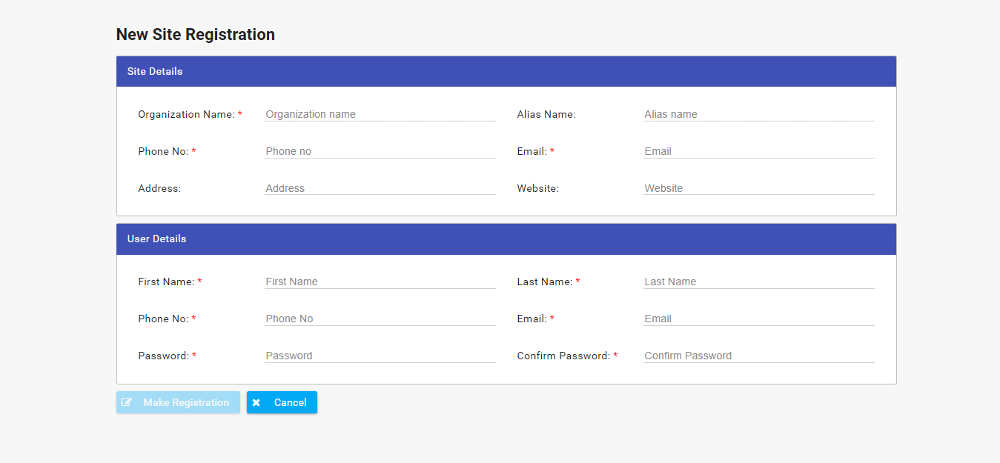 New Site Registration
Site Details
Organization Name: * Organization name Alias Name: Alias name
Phone No: * Phone no Email: * Email
Address: Address Website: Website
User Details
First Name: * First Name Last Name: * Last Name
Phone No: * Phone No Email: * Email
Password: * Password Confirm Password: * Confirm Password
Make Registration Cancel